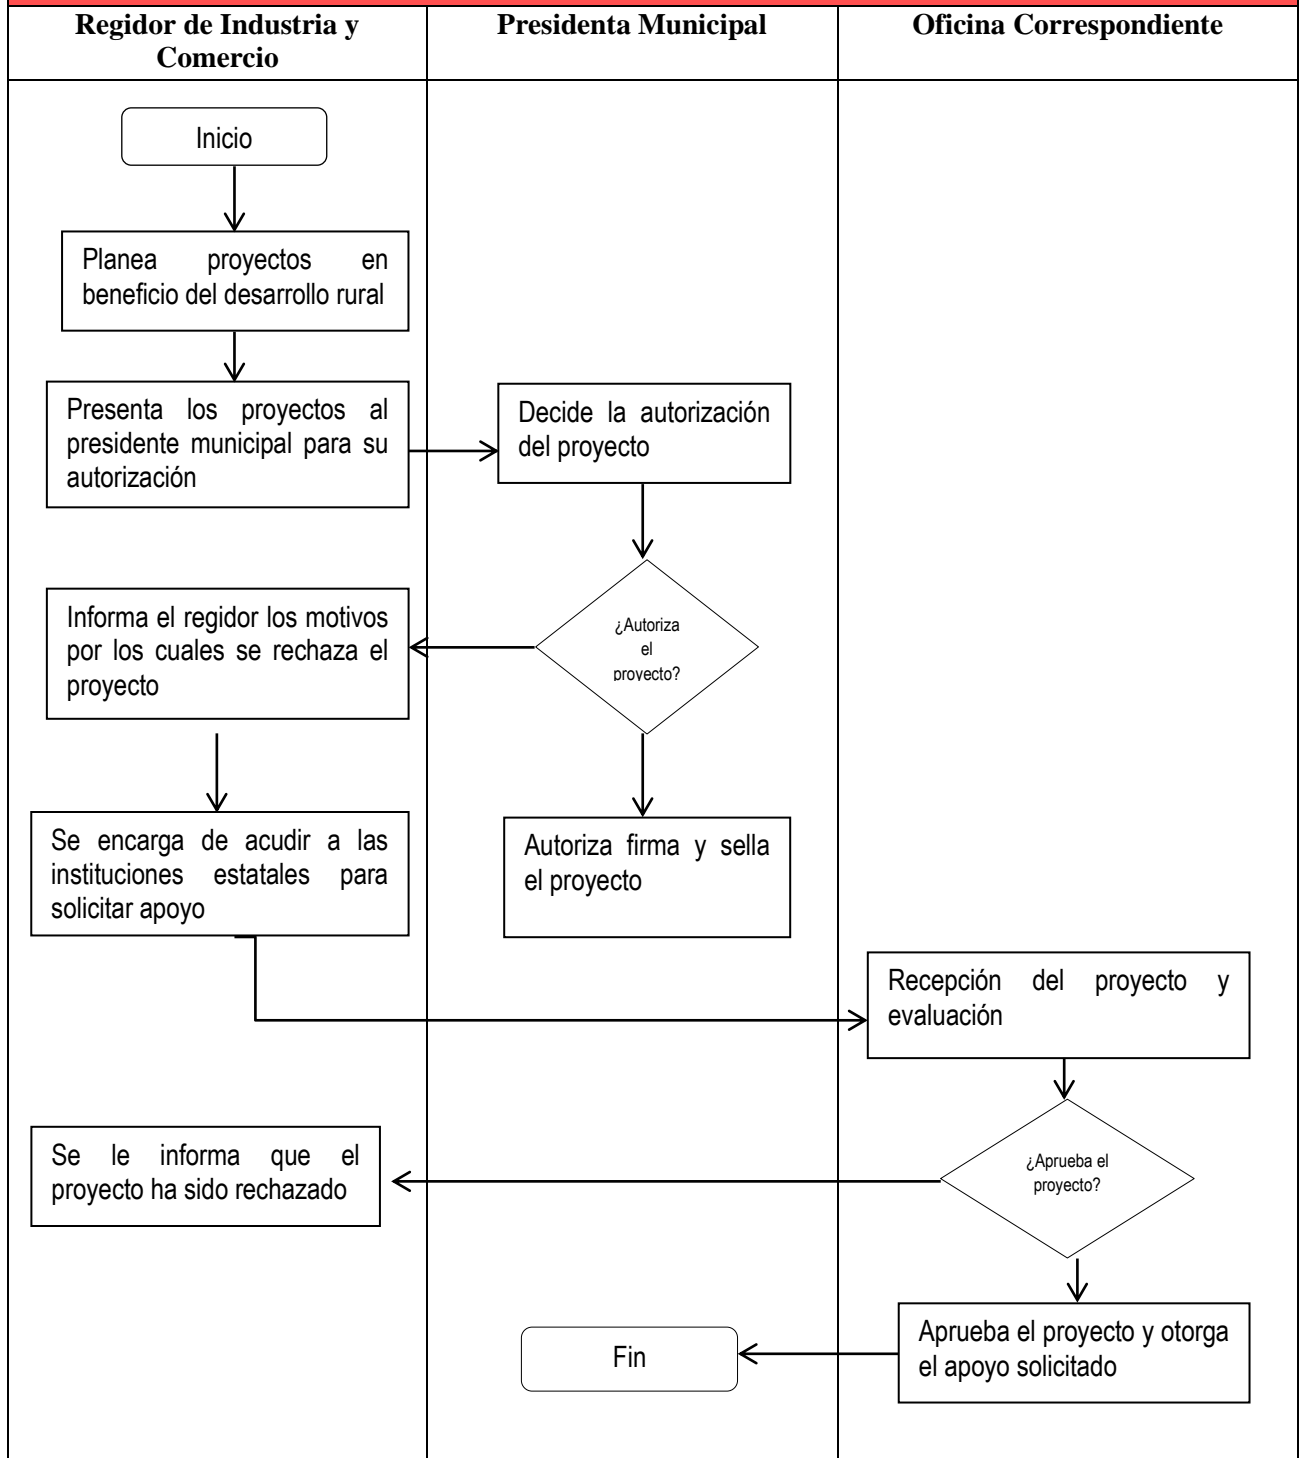 Regidor de Industria y
Comercio
Presidenta Municipal
Oficina Correspondiente
Inicio
Planea proyectos en
beneficio del desarrollo rural
Presenta los proyectos al
presidente municipal para su
autorización
Decide la autorización
del proyecto
Informa el regidor los motivos
por los cuales se rechaza el
proyecto
¿Autoriza
el
proyecto?
Se encarga de acudir a las
instituciones estatales para
solicitar apoyo
Autoriza firma y sella
el proyecto
Recepción del proyecto y
evaluación
Se le informa que el
proyecto ha sido rechazado
¿Aprueba el
proyecto?
Aprueba el proyecto y otorga
el apoyo solicitado
Fin